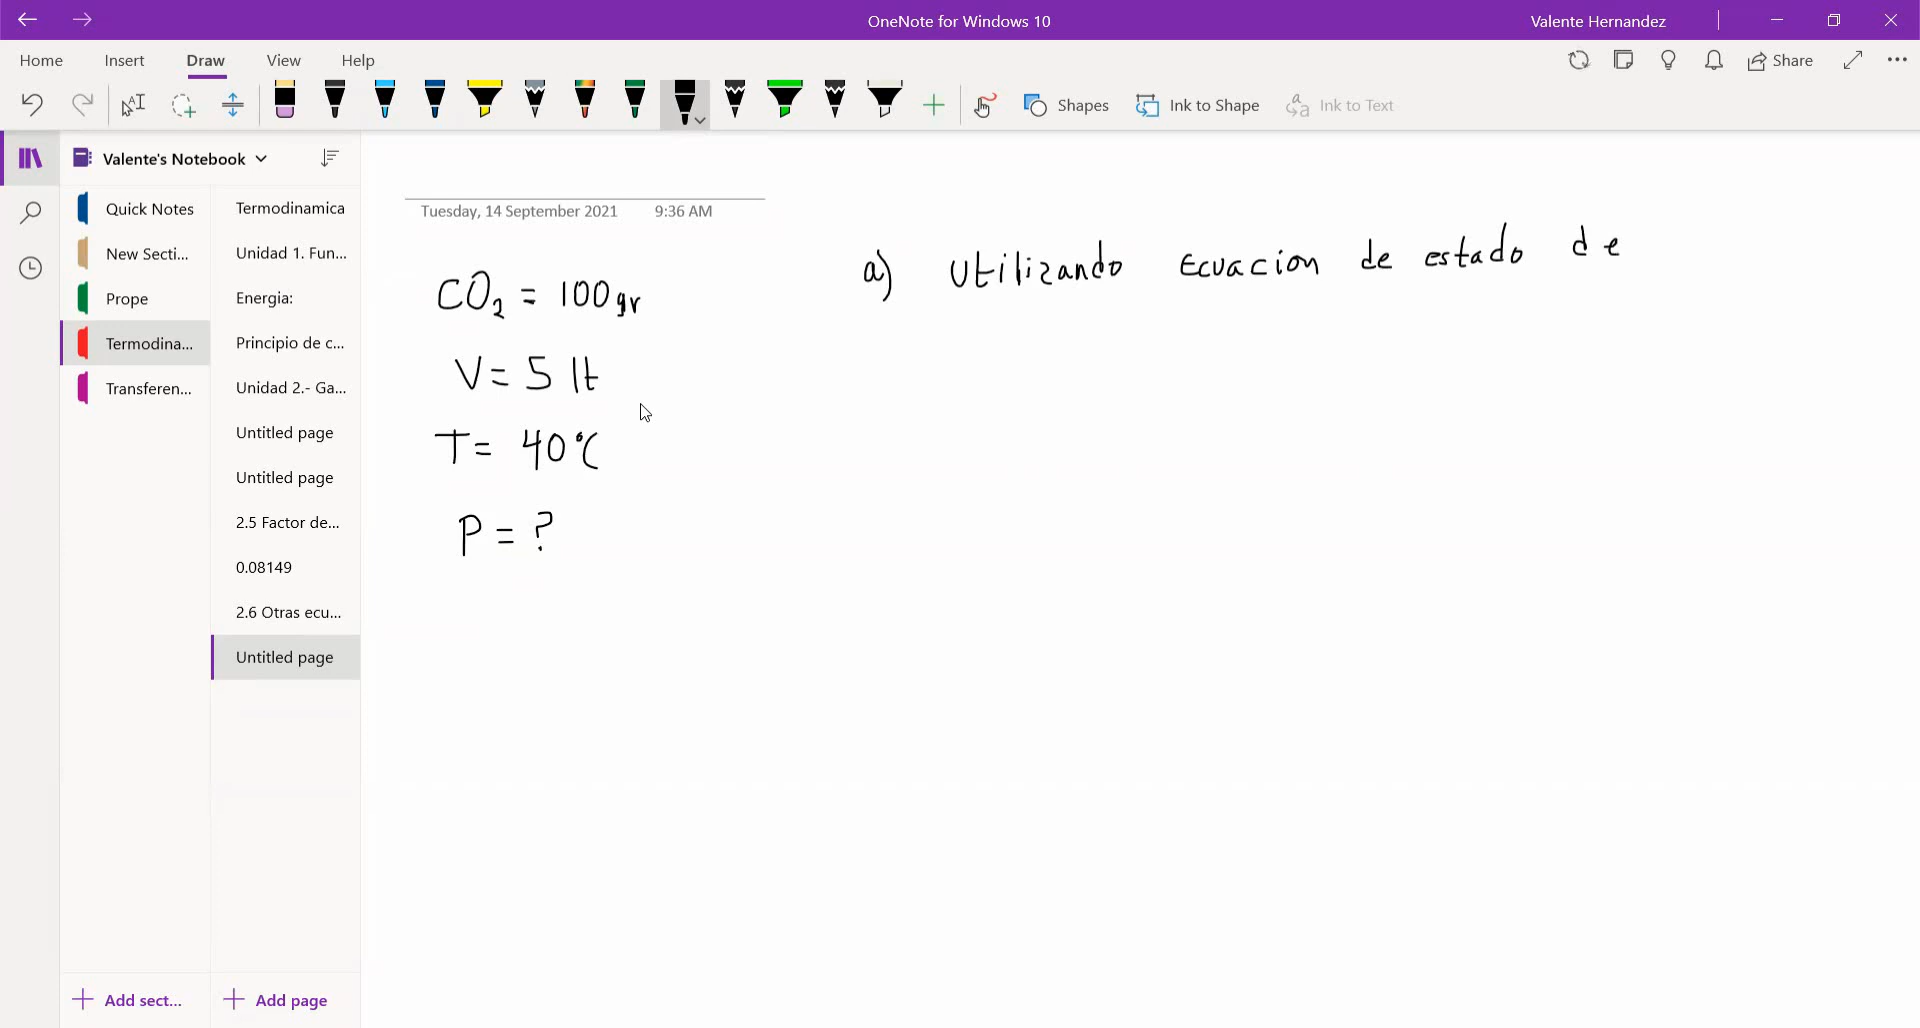 OneNote for Windows 10
Valente Hernandez
Home Insert Draw View Help
Share
Shapes
Ink to Shape
Ink to Text
Valente's Notebook
Quick Notes
New Secti...
Prope
Termodina...
Transferen...
Termodinamica
Unidad 1. Fun...
Energia:
Principio de c...
Unidad 2.- Ga...
Untitled page
Untitled page
2.5 Factor de...
0.08149
2.6 Otras ecu...
Untitled page
Add sect...
Add page
Tuesday, 14 September 2021 9:36 AM
CO₂ = 100gr
V = 5 lt
T = 40°C
P = ?
a) Utilizando Ecuacion de estado de